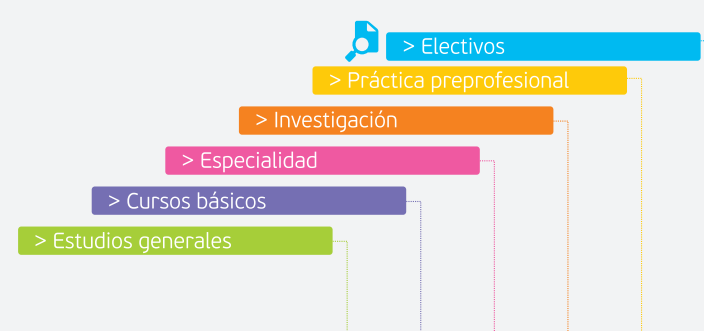 > Electivos
> Práctica preprofesional
> Investigación
> Especialidad
> Cursos básicos
> Estudios generales